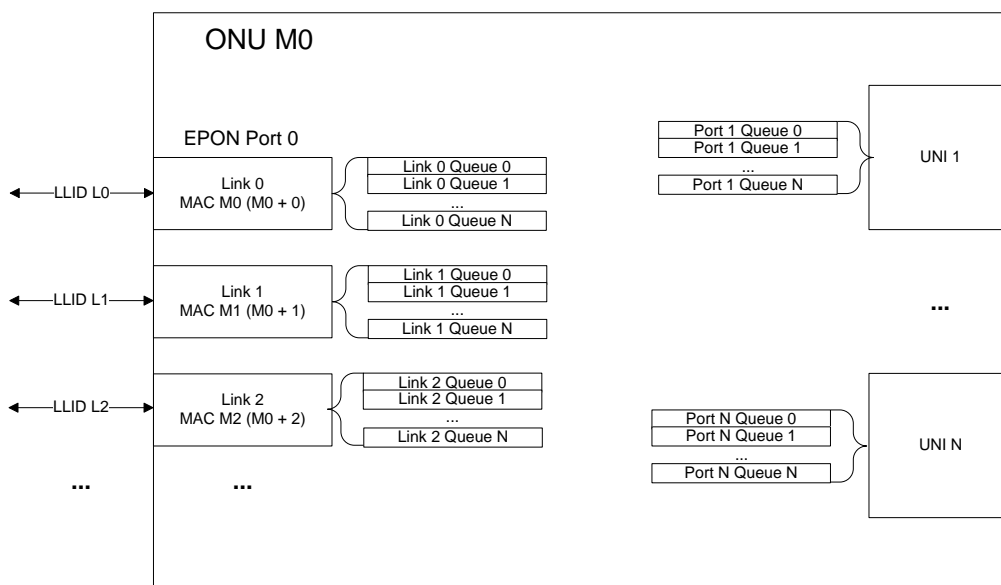 ONU M0
EPON Port 0
LLID L0
Link 0
MAC M0 (M0 + 0)
Link 0 Queue 0
Link 0 Queue 1
...
Link 0 Queue N
Port 1 Queue 0
Port 1 Queue 1
...
Port 1 Queue N
UNI 1
LLID L1
Link 1
MAC M1 (M0 + 1)
Link 1 Queue 0
Link 1 Queue 1
...
Link 1 Queue N
...
LLID L2
Link 2
MAC M2 (M0 + 2)
Link 2 Queue 0
Link 2 Queue 1
...
Link 2 Queue N
Port N Queue 0
Port N Queue 1
...
Port N Queue N
UNI N
...
...